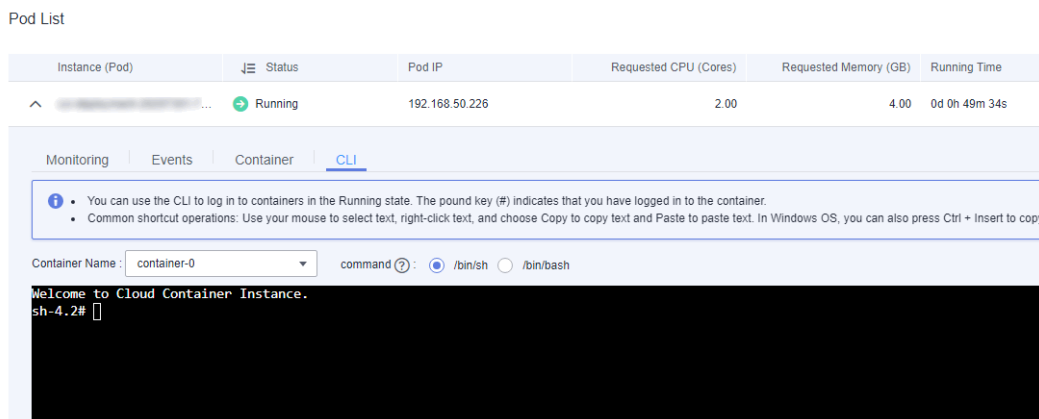 Pod List
Instance (Pod) Status Pod IP Requested CPU (Cores) Requested Memory (GB) Running Time
... Running 192.168.50.226 2.00 4.00 0d 0h 49m 34s
Monitoring Events Container CLI
You can use the CLI to log in to containers in the Running state. The pound key (#) indicates that you have logged in to the container.
Common shortcut operations: Use your mouse to select text, right-click text, and choose Copy to copy text and Paste to paste text. In Windows OS, you can also press Ctrl + Insert to copy
Container Name : container-0 command ? : /bin/sh /bin/bash
Welcome to Cloud Container Instance.
sh-4.2#